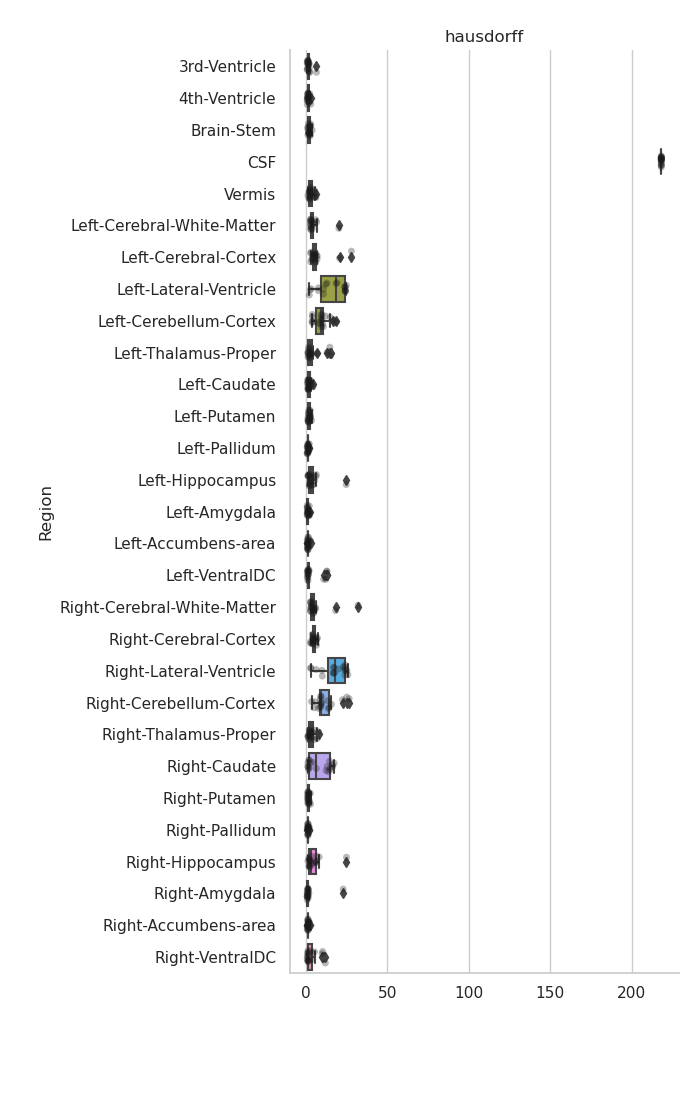 hausdorff
3rd-Ventricle
4th-Ventricle
Brain-Stem
CSF
Vermis
Left-Cerebral-White-Matter
Left-Cerebral-Cortex
Left-Lateral-Ventricle
Left-Cerebellum-Cortex
Left-Thalamus-Proper
Left-Caudate
Left-Putamen
Left-Pallidum
Left-Hippocampus
Region
Left-Amygdala
Left-Accumbens-area
Left-VentralDC
Right-Cerebral-White-Matter
Right-Cerebral-Cortex
Right-Lateral-Ventricle
Right-Cerebellum-Cortex
Right-Thalamus-Proper
Right-Caudate
Right-Putamen
Right-Pallidum
Right-Hippocampus
Right-Amygdala
Right-Accumbens-area
Right-VentralDC
0 50 100 150 200